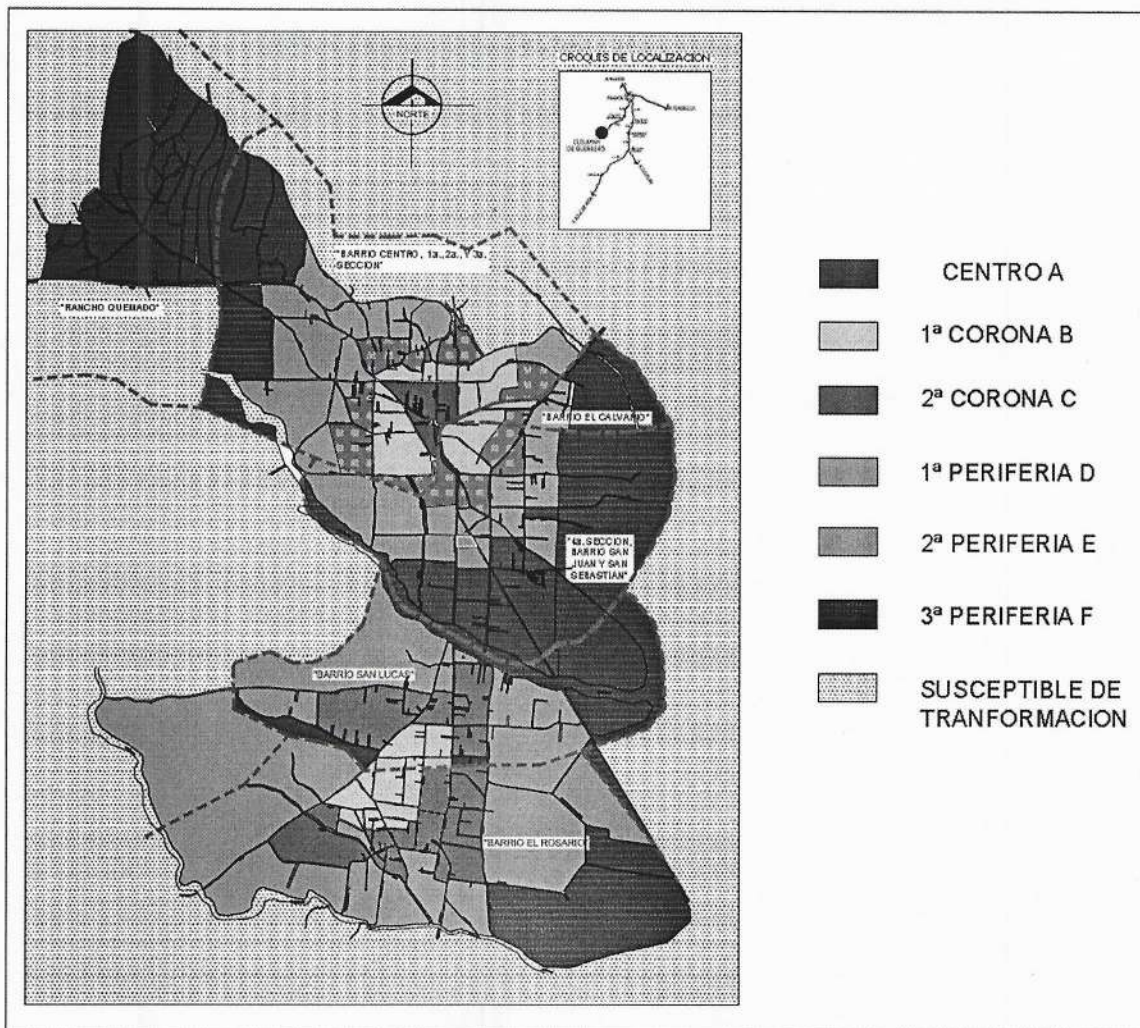 CROQUIS DE LOCALIZACION
NORTE
"BARRIO CENTRO, 1a.,2a.,Y 3a.
SECCION"
"RANCHO QUEMADO"
"BARRIO EL CALVARIO"
"4a. SECCION,
BARRIO SAN
JUAN Y SAN
SEBASTIAN"
"BARRIO SAN LUCAS"
"BARRIO EL ROSARIO"
CENTRO A
1ª CORONA B
2ª CORONA C
1ª PERIFERIA D
2ª PERIFERIA E
3ª PERIFERIA F
SUSCEPTIBLE DE
TRANFORMACION